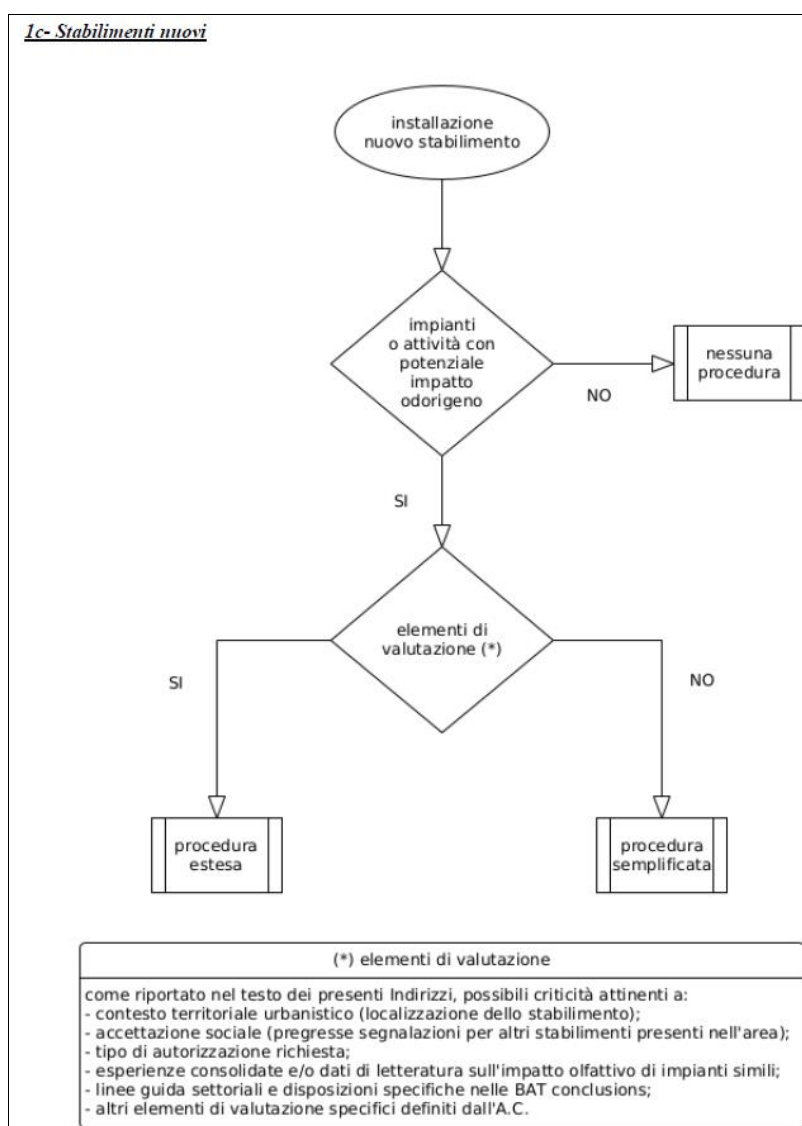 1c- Stabilimenti nuovi
installazione
nuovo stabilimento
impianti
o attività con
potenziale
impatto
odorigeno
NO
nessuna
procedura
SI
elementi di
valutazione (*)
SI
NO
procedura
estesa
procedura
semplificata
(*) elementi di valutazione
come riportato nel testo dei presenti Indirizzi, possibili criticità attinenti a:
- contesto territoriale urbanistico (localizzazione dello stabilimento);
- accettazione sociale (pregresse segnalazioni per altri stabilimenti presenti nell'area);
- tipo di autorizzazione richiesta;
- esperienze consolidate e/o dati di letteratura sull'impatto olfattivo di impianti simili;
- linee guida settoriali e disposizioni specifiche nelle BAT conclusions;
- altri elementi di valutazione specifici definiti dall'A.C.